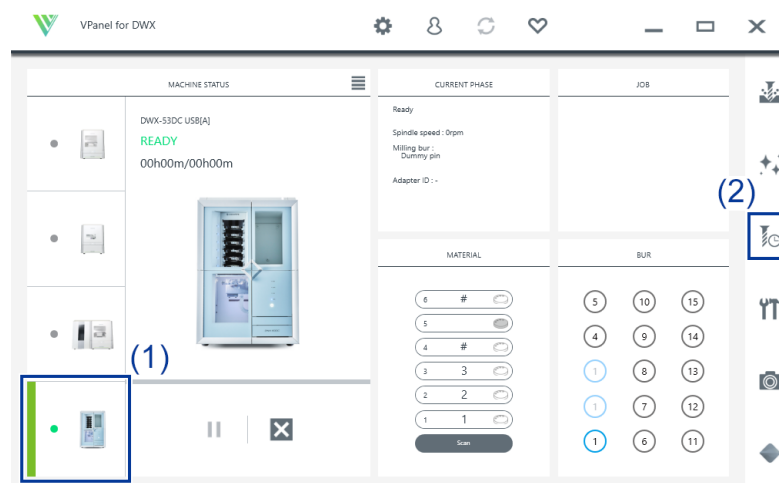 VPanel for DWX
MACHINE STATUS
DWX-53DC USB[A]
READY
00h00m/00h00m
(1)
CURRENT PHASE
Ready
Spindle speed : 0rpm
Milling bur :
Dummy pin
Adapter ID : -
JOB
(2)
MATERIAL
6 #
5
4 #
3 3
2 2
1 1
Scan
BUR
5 10 15
4 9 14
1 8 13
1 7 12
1 6 11